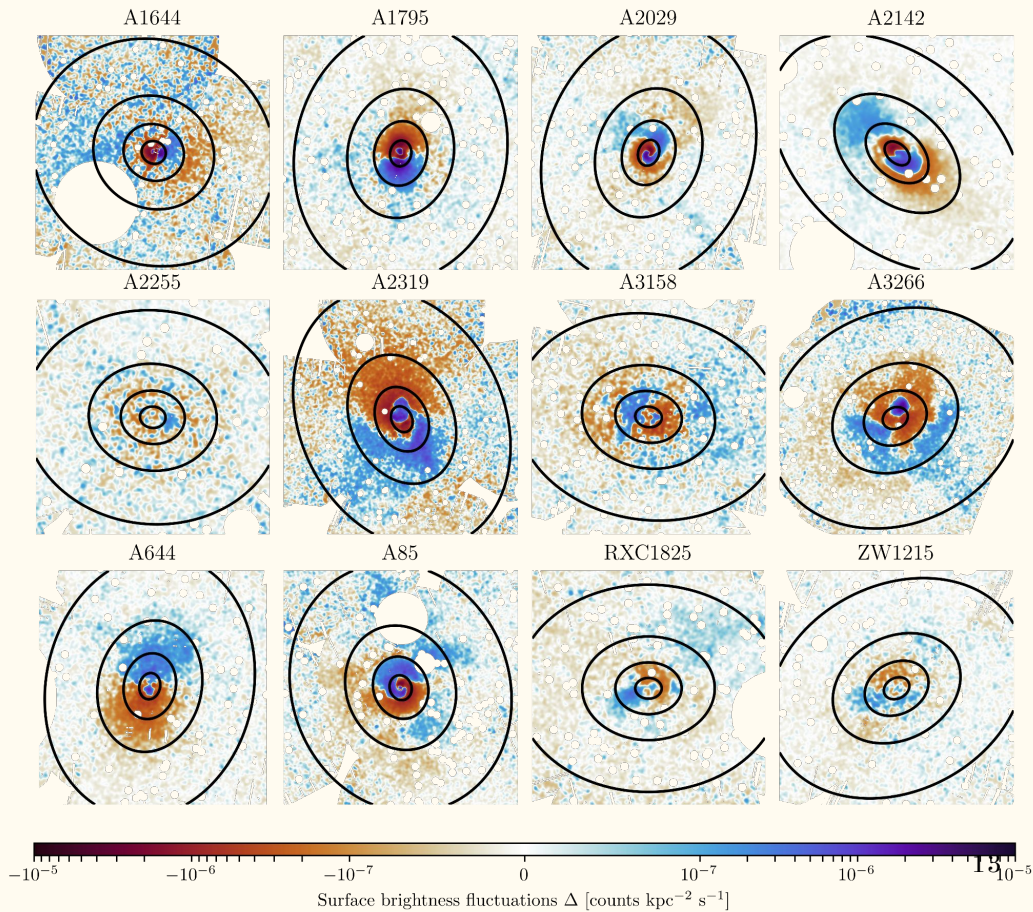 A1644 A1795 A2029 A2142
A2255 A2319 A3158 A3266
A644 A85 RXC1825 ZW1215
−10⁻⁵ −10⁻⁶ −10⁻⁷ 0 10⁻⁷ 10⁻⁶ 10⁻⁵
13
Surface brightness fluctuations Δ [counts kpc⁻² s⁻¹]